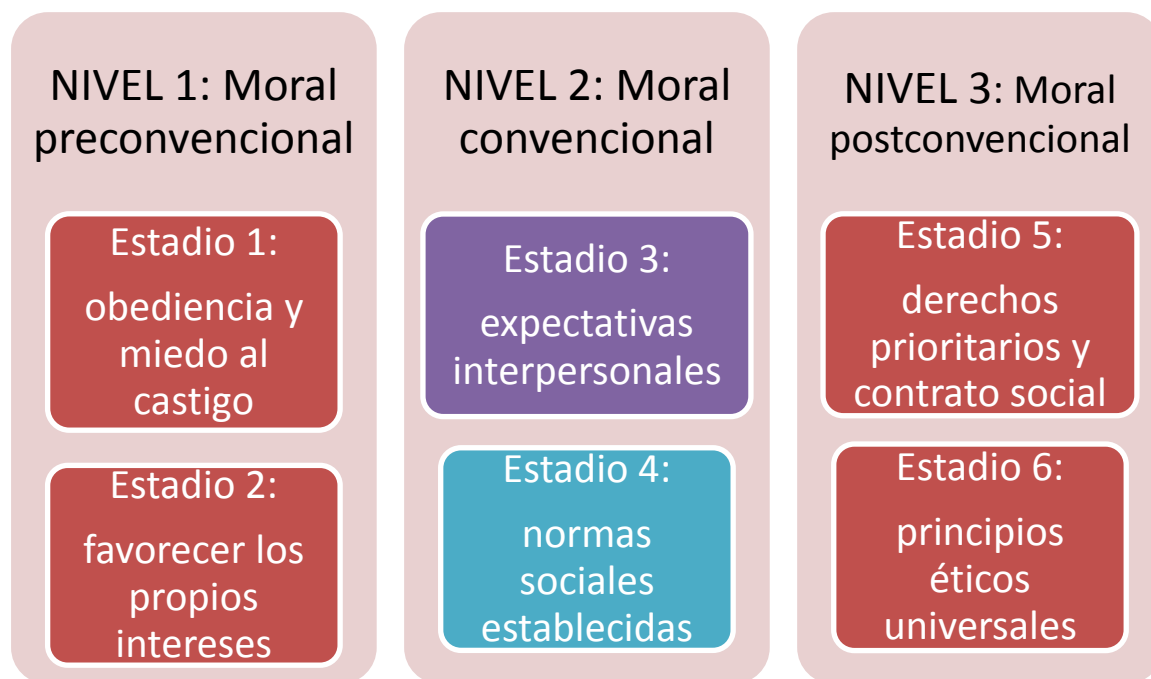 NIVEL 1: Moral
preconvencional
Estadio 1:
obediencia y
miedo al
castigo
Estadio 2:
favorecer los
propios
intereses
NIVEL 2: Moral
convencional
Estadio 3:
expectativas
interpersonales
Estadio 4:
normas
sociales
establecidas
NIVEL 3: Moral
postconvencional
Estadio 5:
derechos
prioritarios y
contrato social
Estadio 6:
principios
éticos
universales